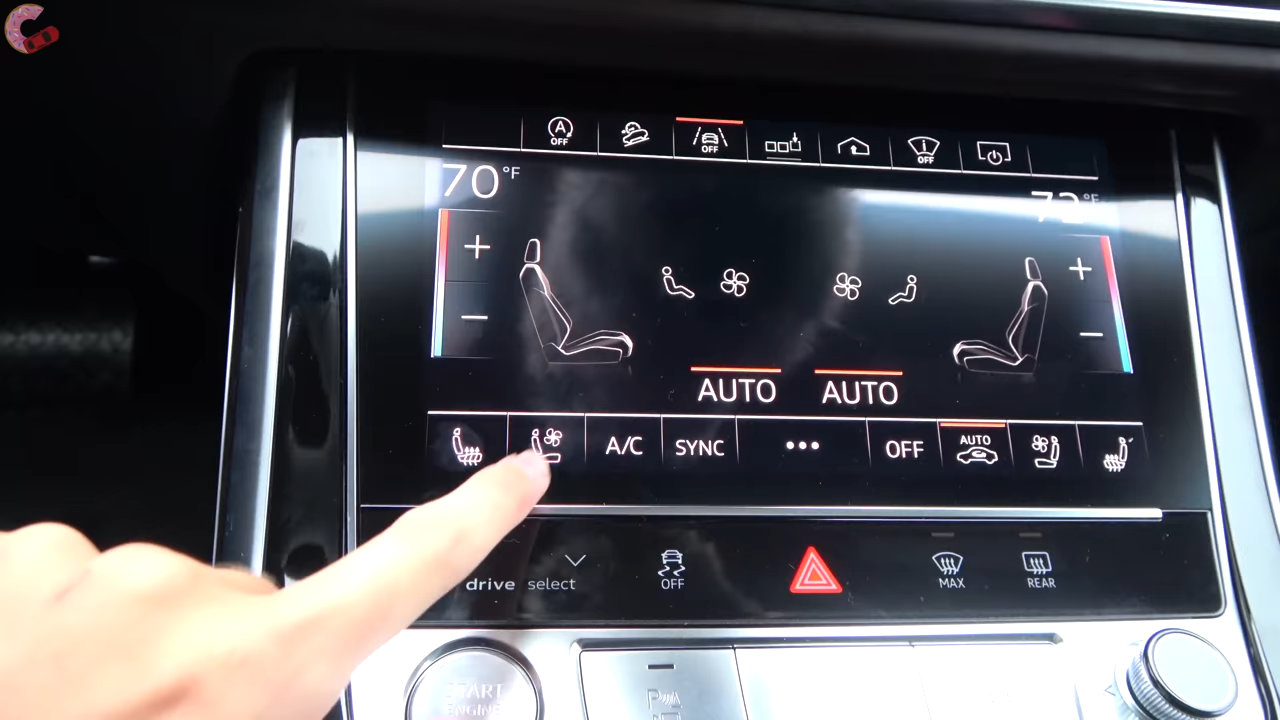 A
OFF
OFF
OFF
70 °F
72 °F
+
+
−
−
AUTO AUTO
A/C SYNC ••• OFF AUTO
drive select
OFF
MAX
REAR
START
ENGINE